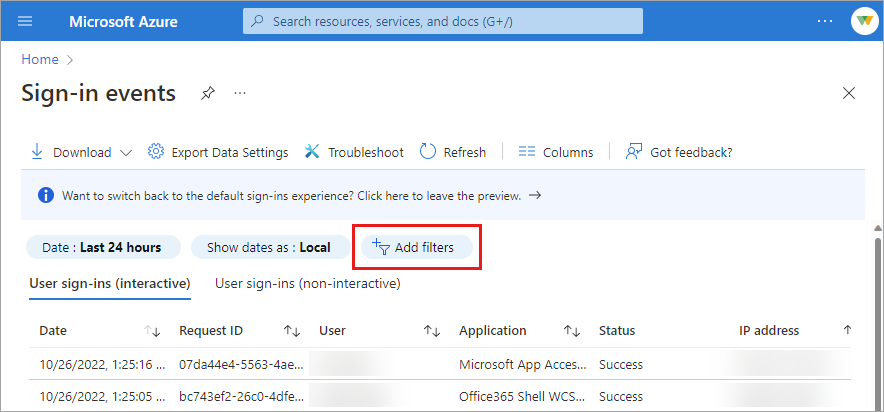 Microsoft Azure
Search resources, services, and docs (G+/)
Home
Sign-in events
Download
Export Data Settings
Troubleshoot
Refresh
Columns
Got feedback?
Want to switch back to the default sign-ins experience? Click here to leave the preview. →
Date : Last 24 hours
Show dates as : Local
Add filters
User sign-ins (interactive)
User sign-ins (non-interactive)
Date Request ID User Application Status IP address
10/26/2022, 1:25:16 ... 07da44e4-5563-4ae... Microsoft App Acces... Success
10/26/2022, 1:25:05 ... bc743ef2-26c0-4dfe... Office365 Shell WCS... Success